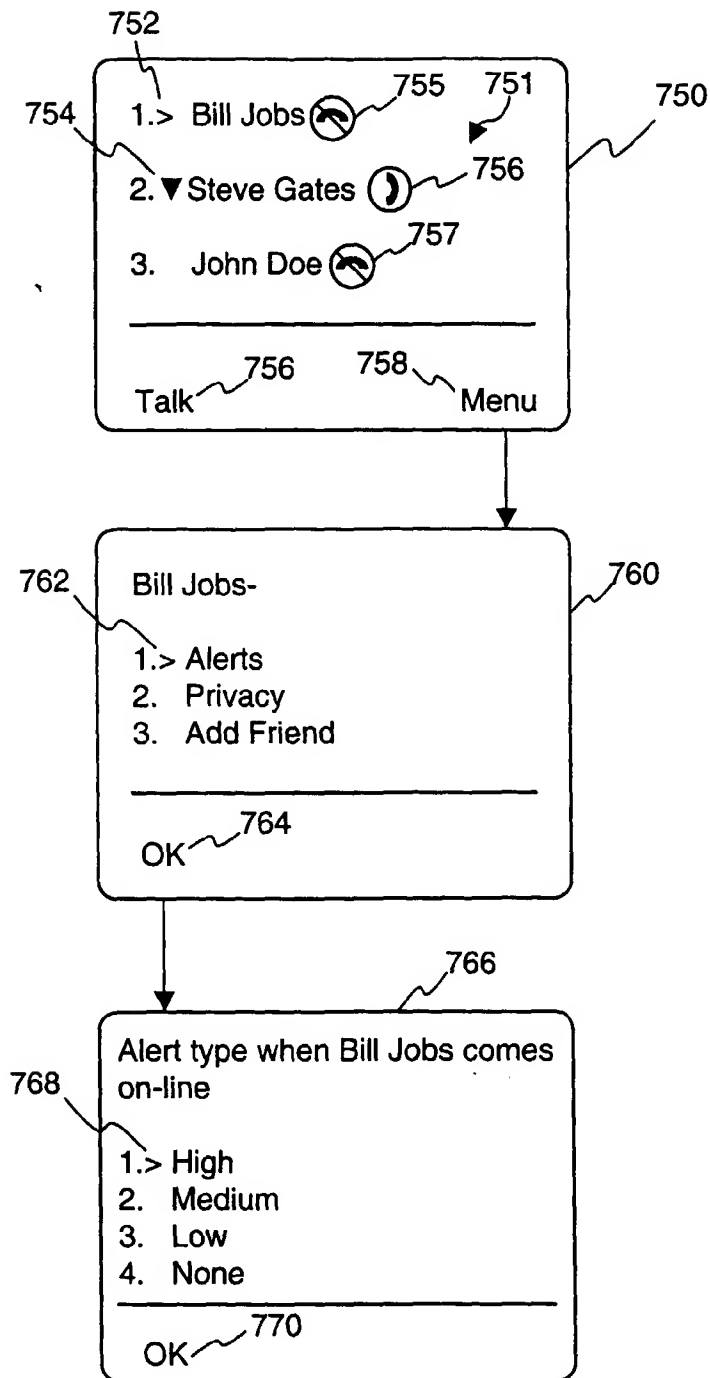 752
1.> Bill Jobs 755 751 750
754
2. ▼ Steve Gates 756
757
3. John Doe
756 758
Talk Menu
762 Bill Jobs- 760
1.> Alerts
2. Privacy
3. Add Friend
764
OK
766
Alert type when Bill Jobs comes
on-line
768
1.> High
2. Medium
3. Low
4. None
770
OK